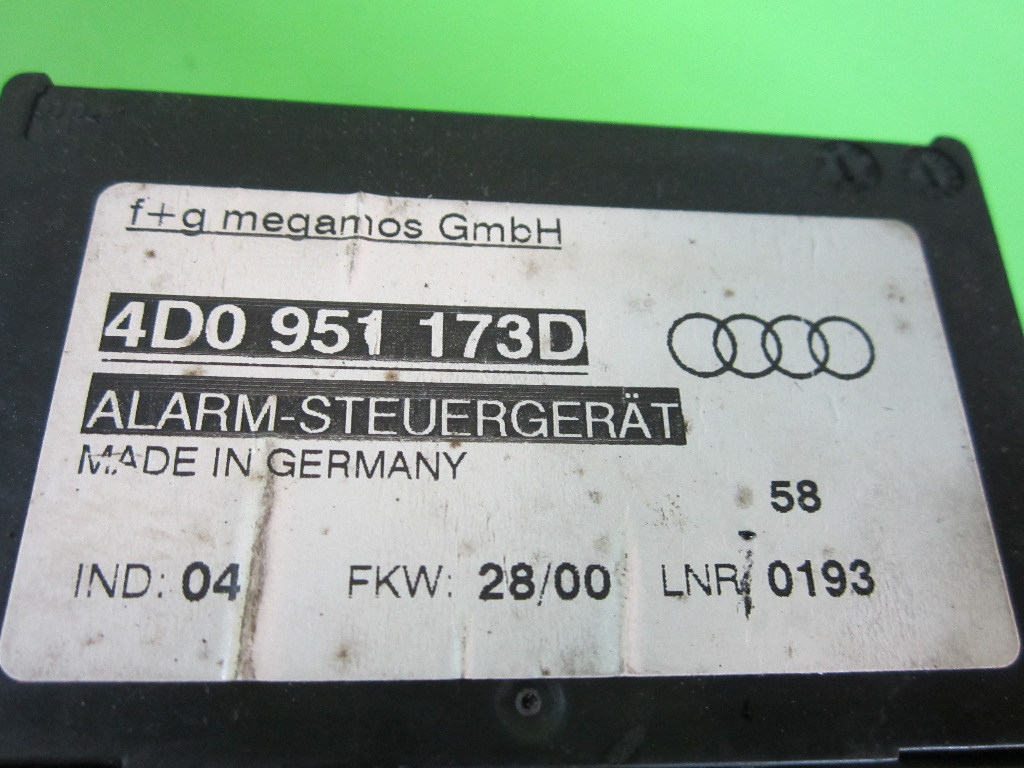 f+g megamos GmbH
4D0 951 173D
ALARM-STEUERGERÄT
MADE IN GERMANY
58
IND: 04 FKW: 28/00 LNR: 0193